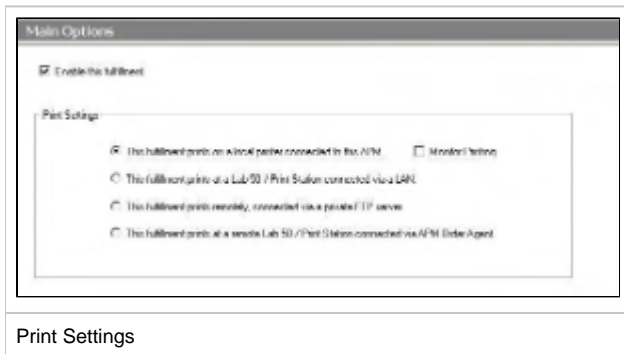 Main Options
Enable this fulfillment
Print Settings
This fulfillment prints on a local printer connected to this APM. Monitor Printing
This fulfillment prints at a Lab 50 / Print Station connected via a LAN.
This fulfillment prints remotely, connected via a private FTP server.
This fulfillment prints at a remote Lab 50 / Print Station connected via APM Order Agent
Print Settings